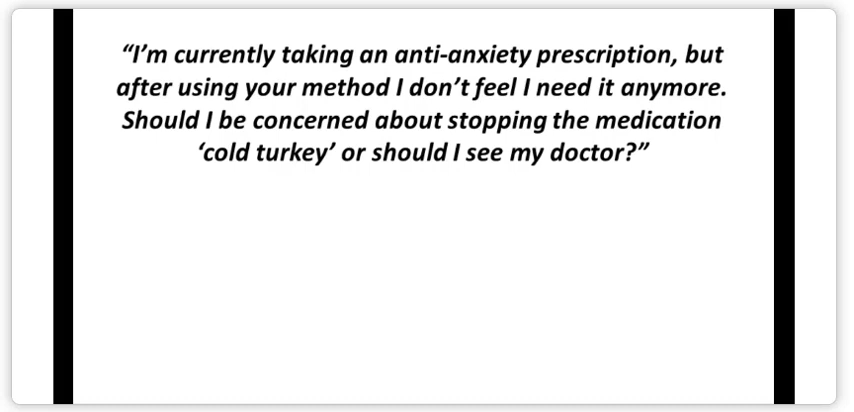 “I’m currently taking an anti-anxiety prescription, but
after using your method I don’t feel I need it anymore.
Should I be concerned about stopping the medication
‘cold turkey’ or should I see my doctor?”